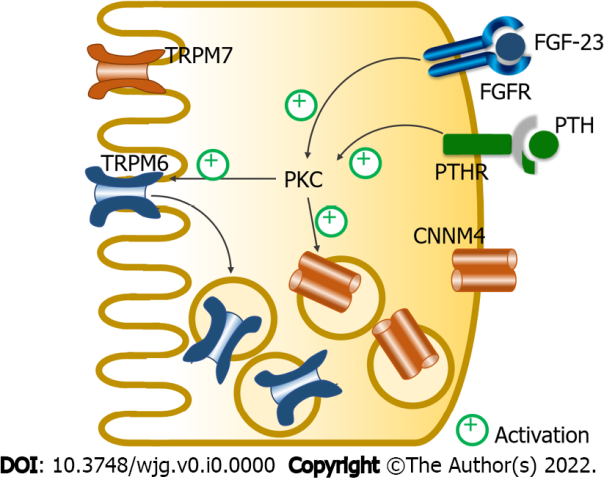 TRPM7
FGF-23
FGFR
PTH
PTHR
TRPM6
+
+
+
PKC
+
CNNM4
+ Activation
DOI: 10.3748/wjg.v0.i0.0000 Copyright ©The Author(s) 2022.